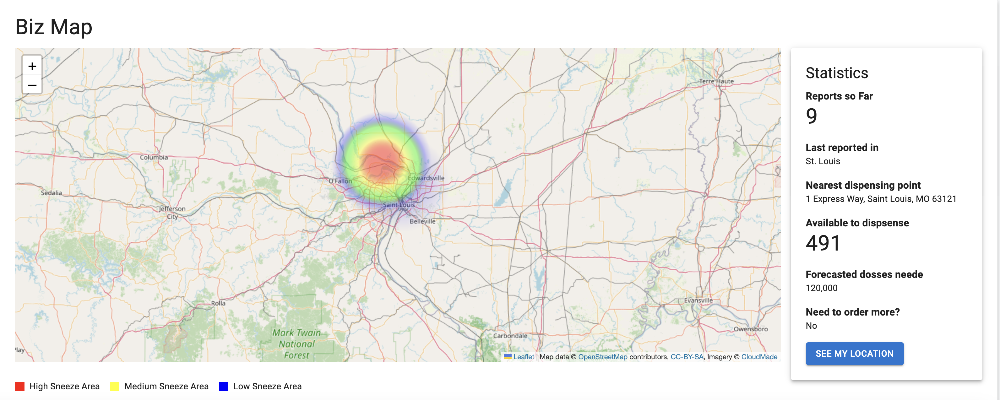 Biz Map
+
−
Terre Haute
Columbia
O'Fallon
Edwardsville
Sedalia
Saint Louis
Jefferson
City
Belleville
Rolla
Evansville
Mark Twain
National
Forest
Carbondale
Owensboro
Play
Leaflet | Map data © OpenStreetMap contributors, CC-BY-SA, Imagery © CloudMade
High Sneeze Area
Medium Sneeze Area
Low Sneeze Area
Statistics
Reports so Far
9
Last reported in
St. Louis
Nearest dispensing point
1 Express Way, Saint Louis, MO 63121
Available to dispsense
491
Forecasted dosses neede
120,000
Need to order more?
No
SEE MY LOCATION